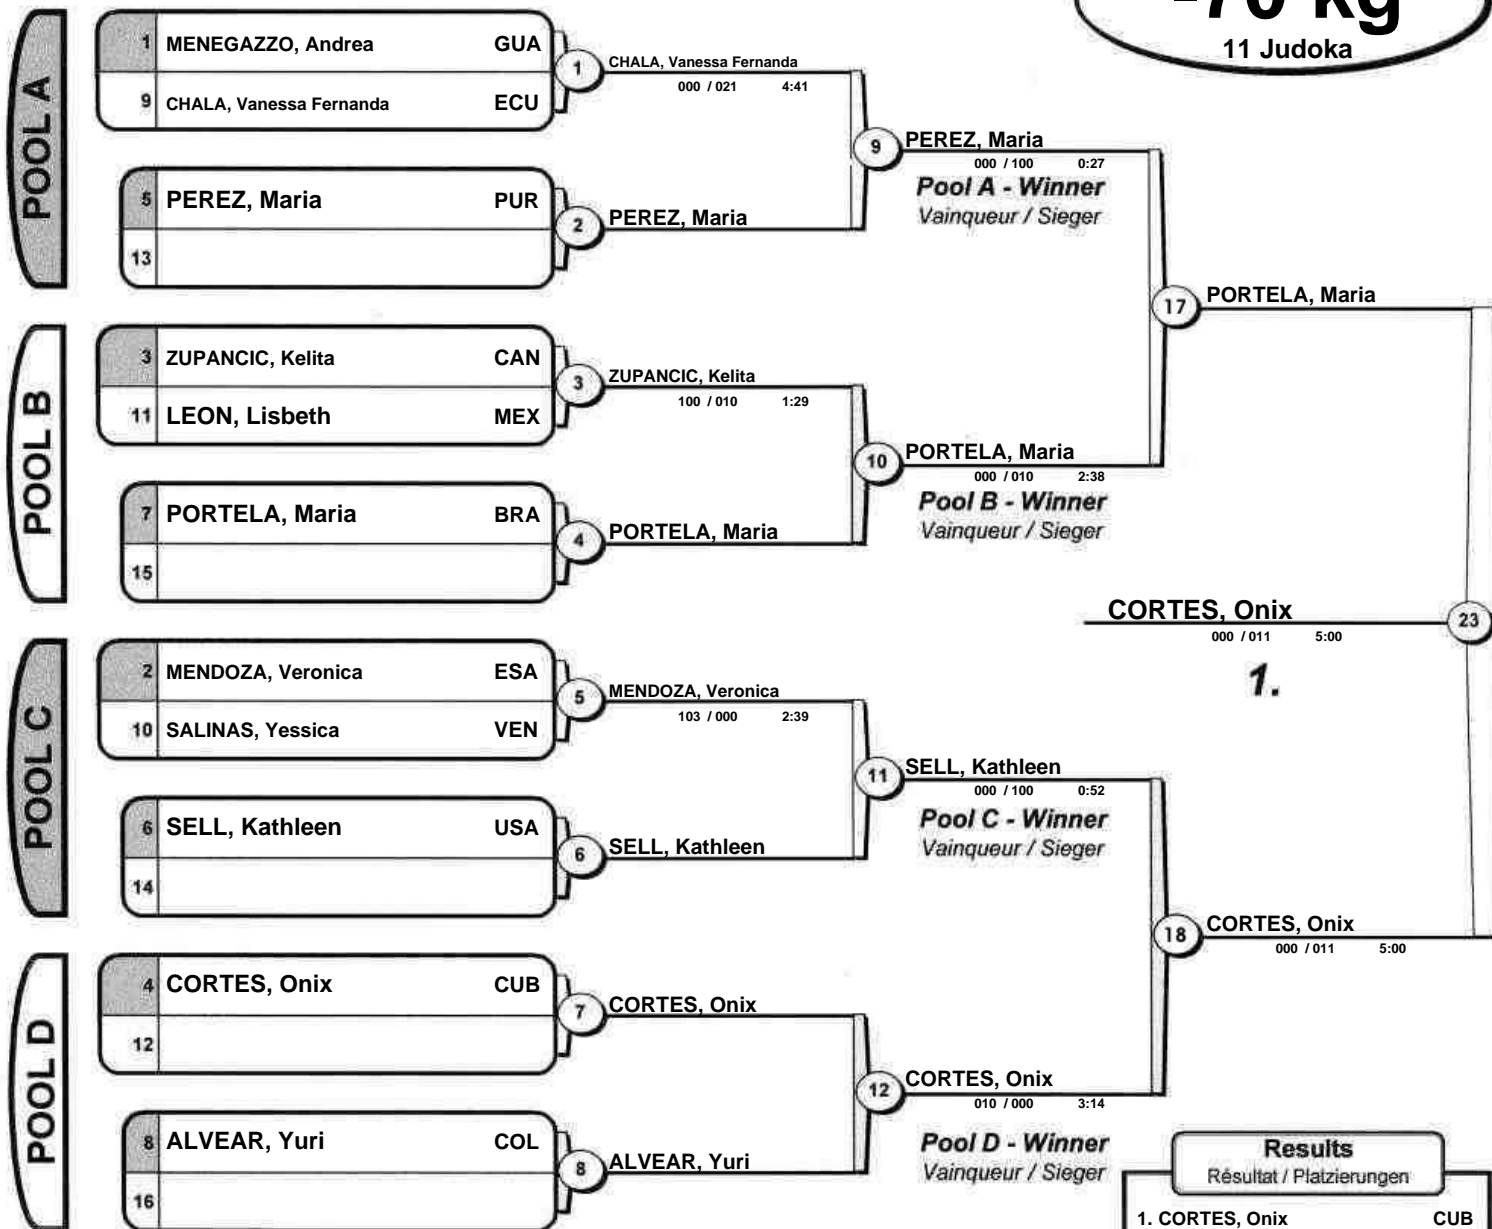 -70 kg
11 Judoka
POOL A
1 MENEGAZZO, Andrea GUA
9 CHALA, Vanessa Fernanda ECU
1
CHALA, Vanessa Fernanda
000 / 021 4:41
5 PEREZ, Maria PUR
13
2
PEREZ, Maria
9
PEREZ, Maria
000 / 100 0:27
Pool A - Winner
Vainqueur / Sieger
POOL B
3 ZUPANCIC, Kelita CAN
11 LEON, Lisbeth MEX
3
ZUPANCIC, Kelita
100 / 010 1:29
7 PORTELA, Maria BRA
15
4
PORTELA, Maria
10
PORTELA, Maria
000 / 010 2:38
Pool B - Winner
Vainqueur / Sieger
17
PORTELA, Maria
CORTES, Onix
000 / 011 5:00
23
1.
POOL C
2 MENDOZA, Veronica ESA
10 SALINAS, Yessica VEN
5
MENDOZA, Veronica
103 / 000 2:39
6 SELL, Kathleen USA
14
6
SELL, Kathleen
11
SELL, Kathleen
000 / 100 0:52
Pool C - Winner
Vainqueur / Sieger
18
CORTES, Onix
000 / 011 5:00
POOL D
4 CORTES, Onix CUB
12
7
CORTES, Onix
8 ALVEAR, Yuri COL
16
8
ALVEAR, Yuri
12
CORTES, Onix
010 / 000 3:14
Pool D - Winner
Vainqueur / Sieger
Results
Résultat / Platzierungen
1. CORTES, Onix CUB